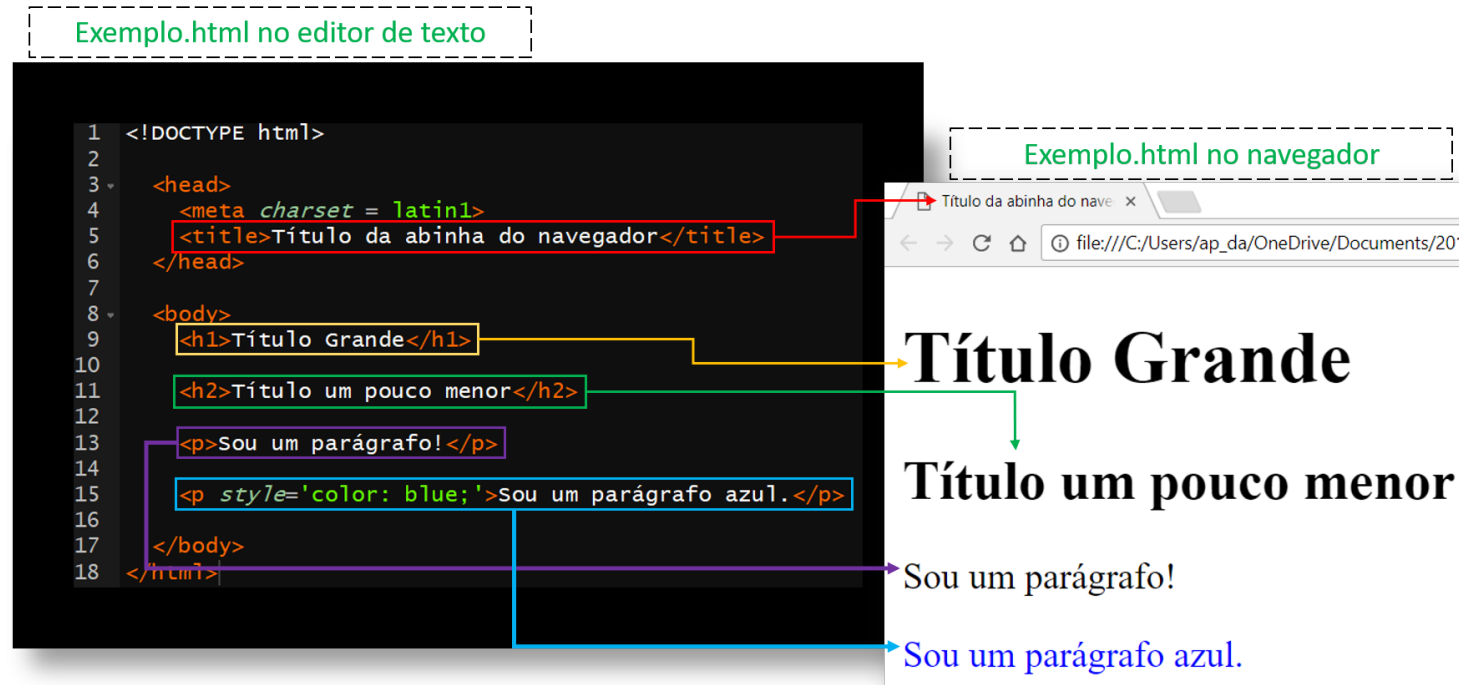 Exemplo.html no editor de texto
1 <!DOCTYPE html>
2
3 <head>
4 <meta charset = latin1>
5 <title>Título da abinha do navegador</title>
6 </head>
7
8 <body>
9 <h1>Título Grande</h1>
10
11 <h2>Título um pouco menor</h2>
12
13 <p>Sou um parágrafo!</p>
14
15 <p style='color: blue;'>Sou um parágrafo azul.</p>
16
17 </body>
18 </html>
Exemplo.html no navegador
Título da abinha do nave
file:///C:/Users/ap_da/OneDrive/Documents/201
Título Grande
Título um pouco menor
Sou um parágrafo!
Sou um parágrafo azul.